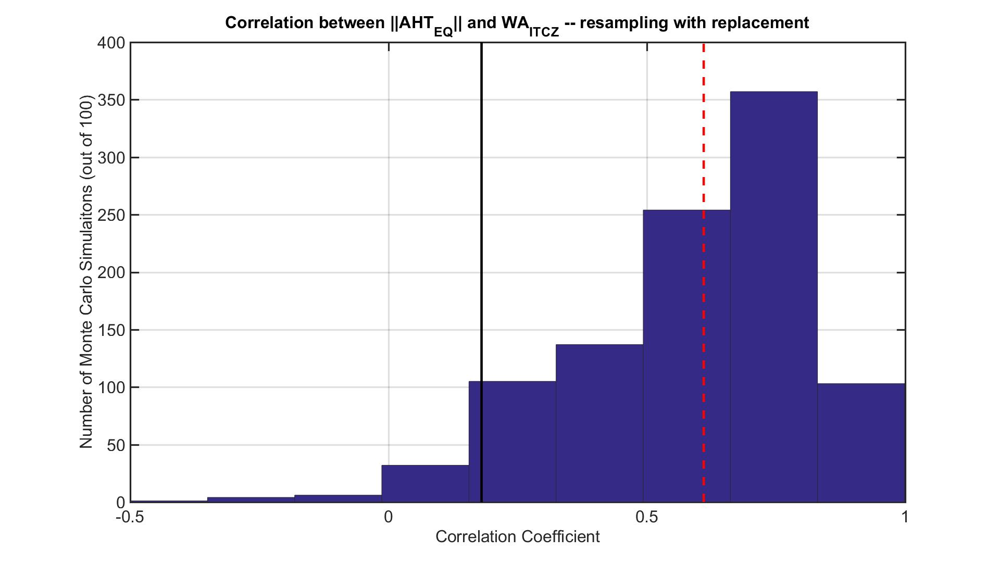 Correlation between ||AHT_EQ|| and WA_ITCZ -- resampling with replacement
400
350
300
250
200
150
100
50
0
Number of Monte Carlo Simulaitons (out of 100)
-0.5 0 0.5 1
Correlation Coefficient